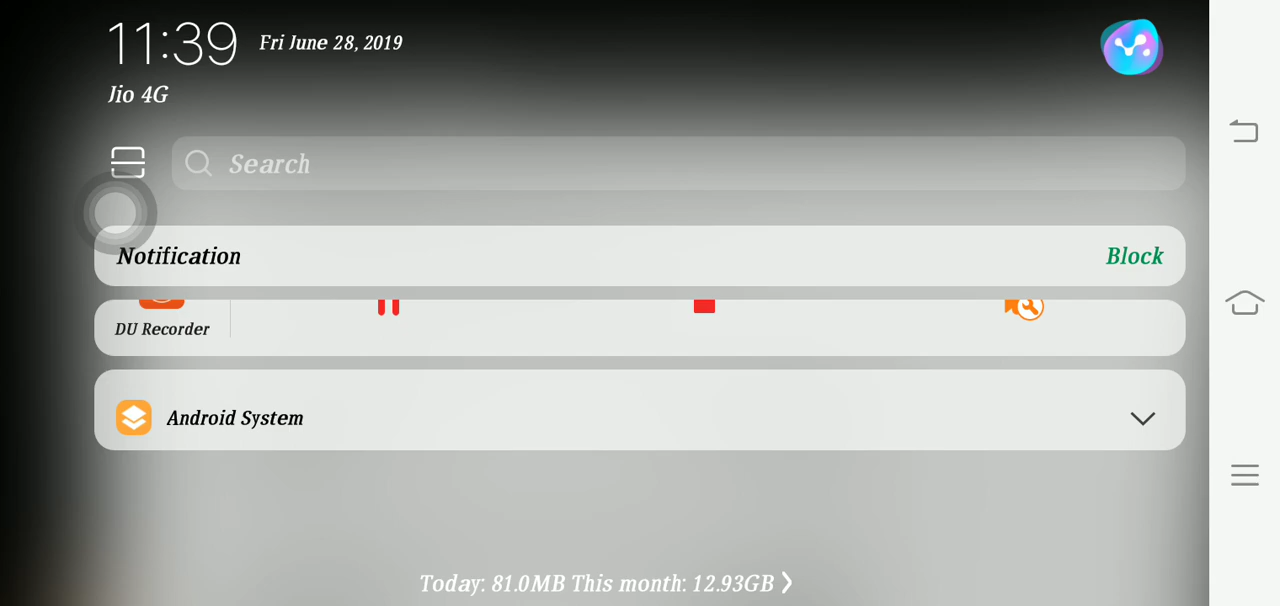 11:39 Fri June 28, 2019
Jio 4G
Search
Notification Block
DU Recorder
Android System
Today: 81.0MB This month: 12.93GB